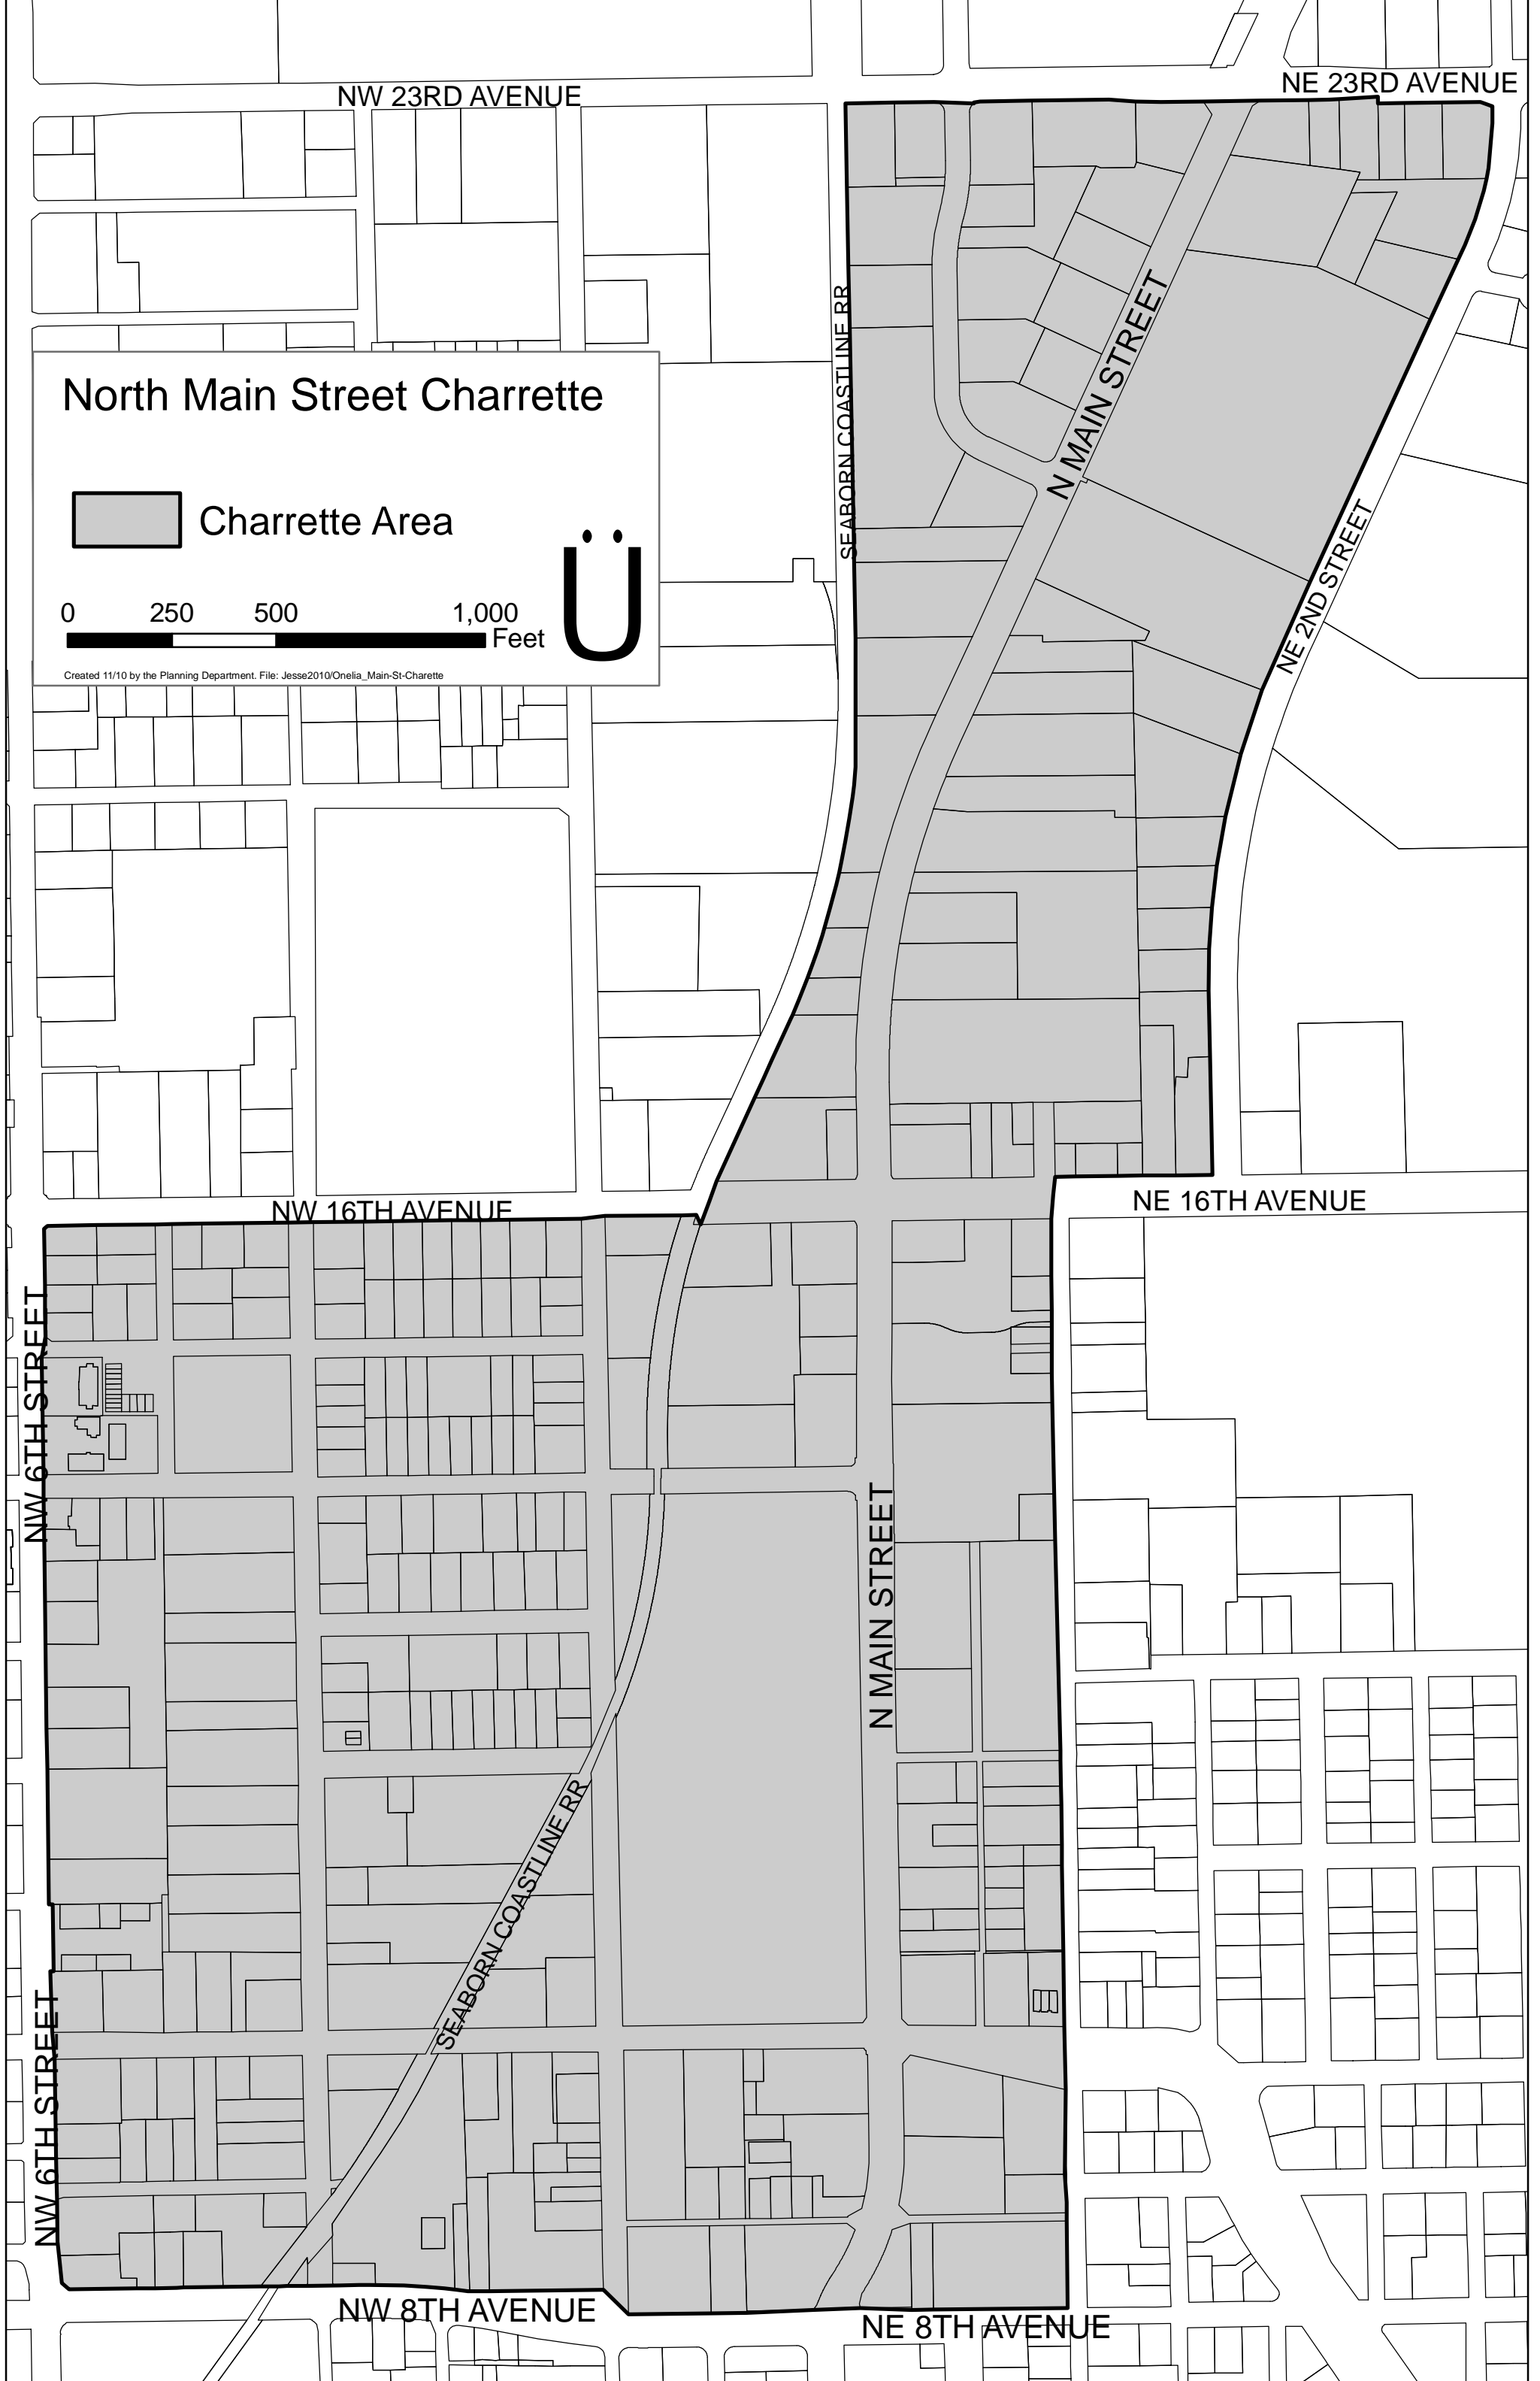 NW 23RD AVENUE
NE 23RD AVENUE
SEABORN COASTLINE RR
N MAIN STREET
North Main Street Charrette
Charrette Area
0 250 500 1,000
Feet
Ü
Created 11/10 by the Planning Department. File: Jesse2010/Onelia_Main-St-Charette
NE 2ND STREET
NW 16TH AVENUE
NE 16TH AVENUE
NW 6TH STREET
N MAIN STREET
SEABORN COASTLINE RR
NW 6TH STREET
NW 8TH AVENUE
NE 8TH AVENUE